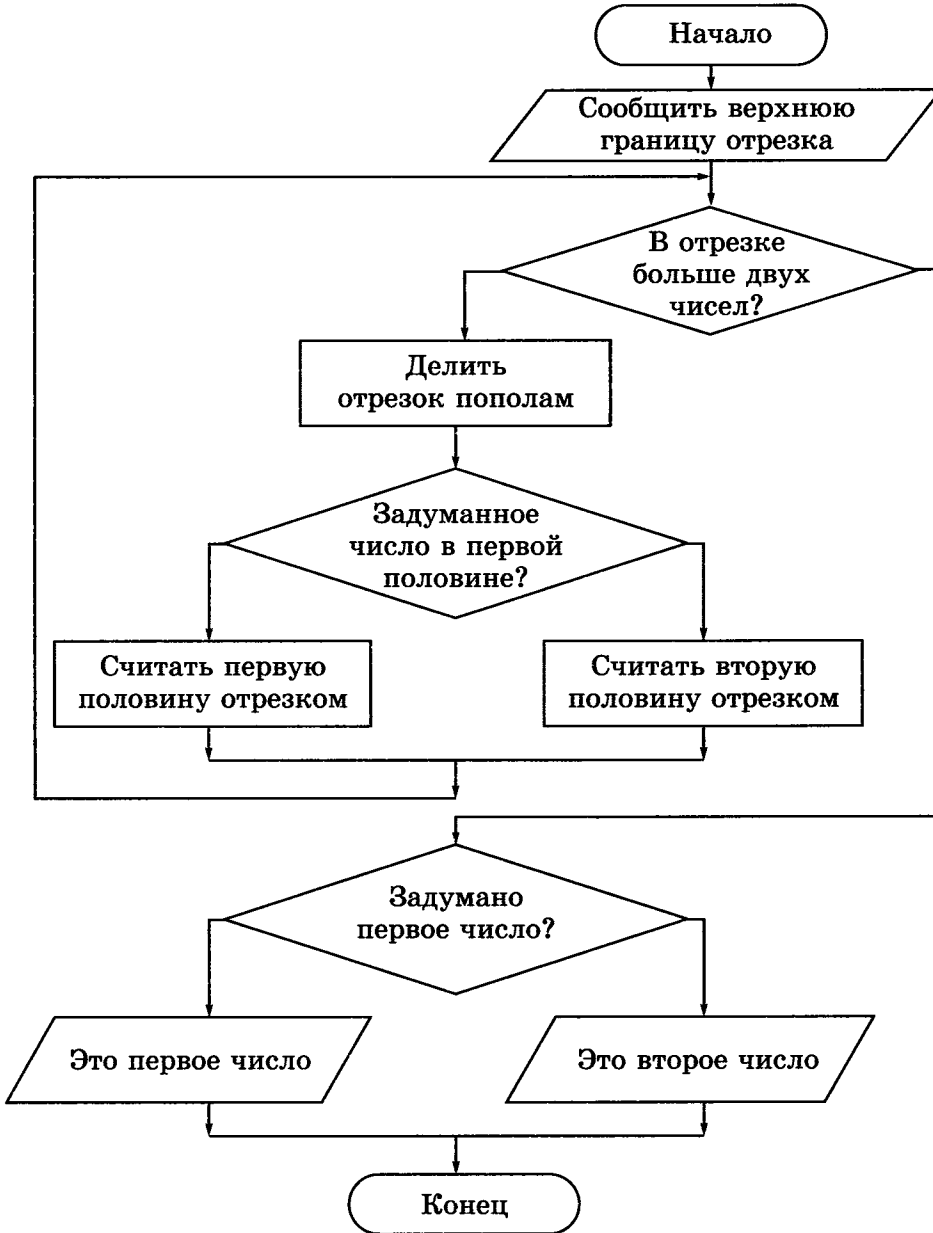 Начало
Сообщить верхнюю
границу отрезка
В отрезке
больше двух
чисел?
Делить
отрезок пополам
Задуманное
число в первой
половине?
Считать первую
половину отрезком
Считать вторую
половину отрезком
Задумано
первое число?
Это первое число
Это второе число
Конец